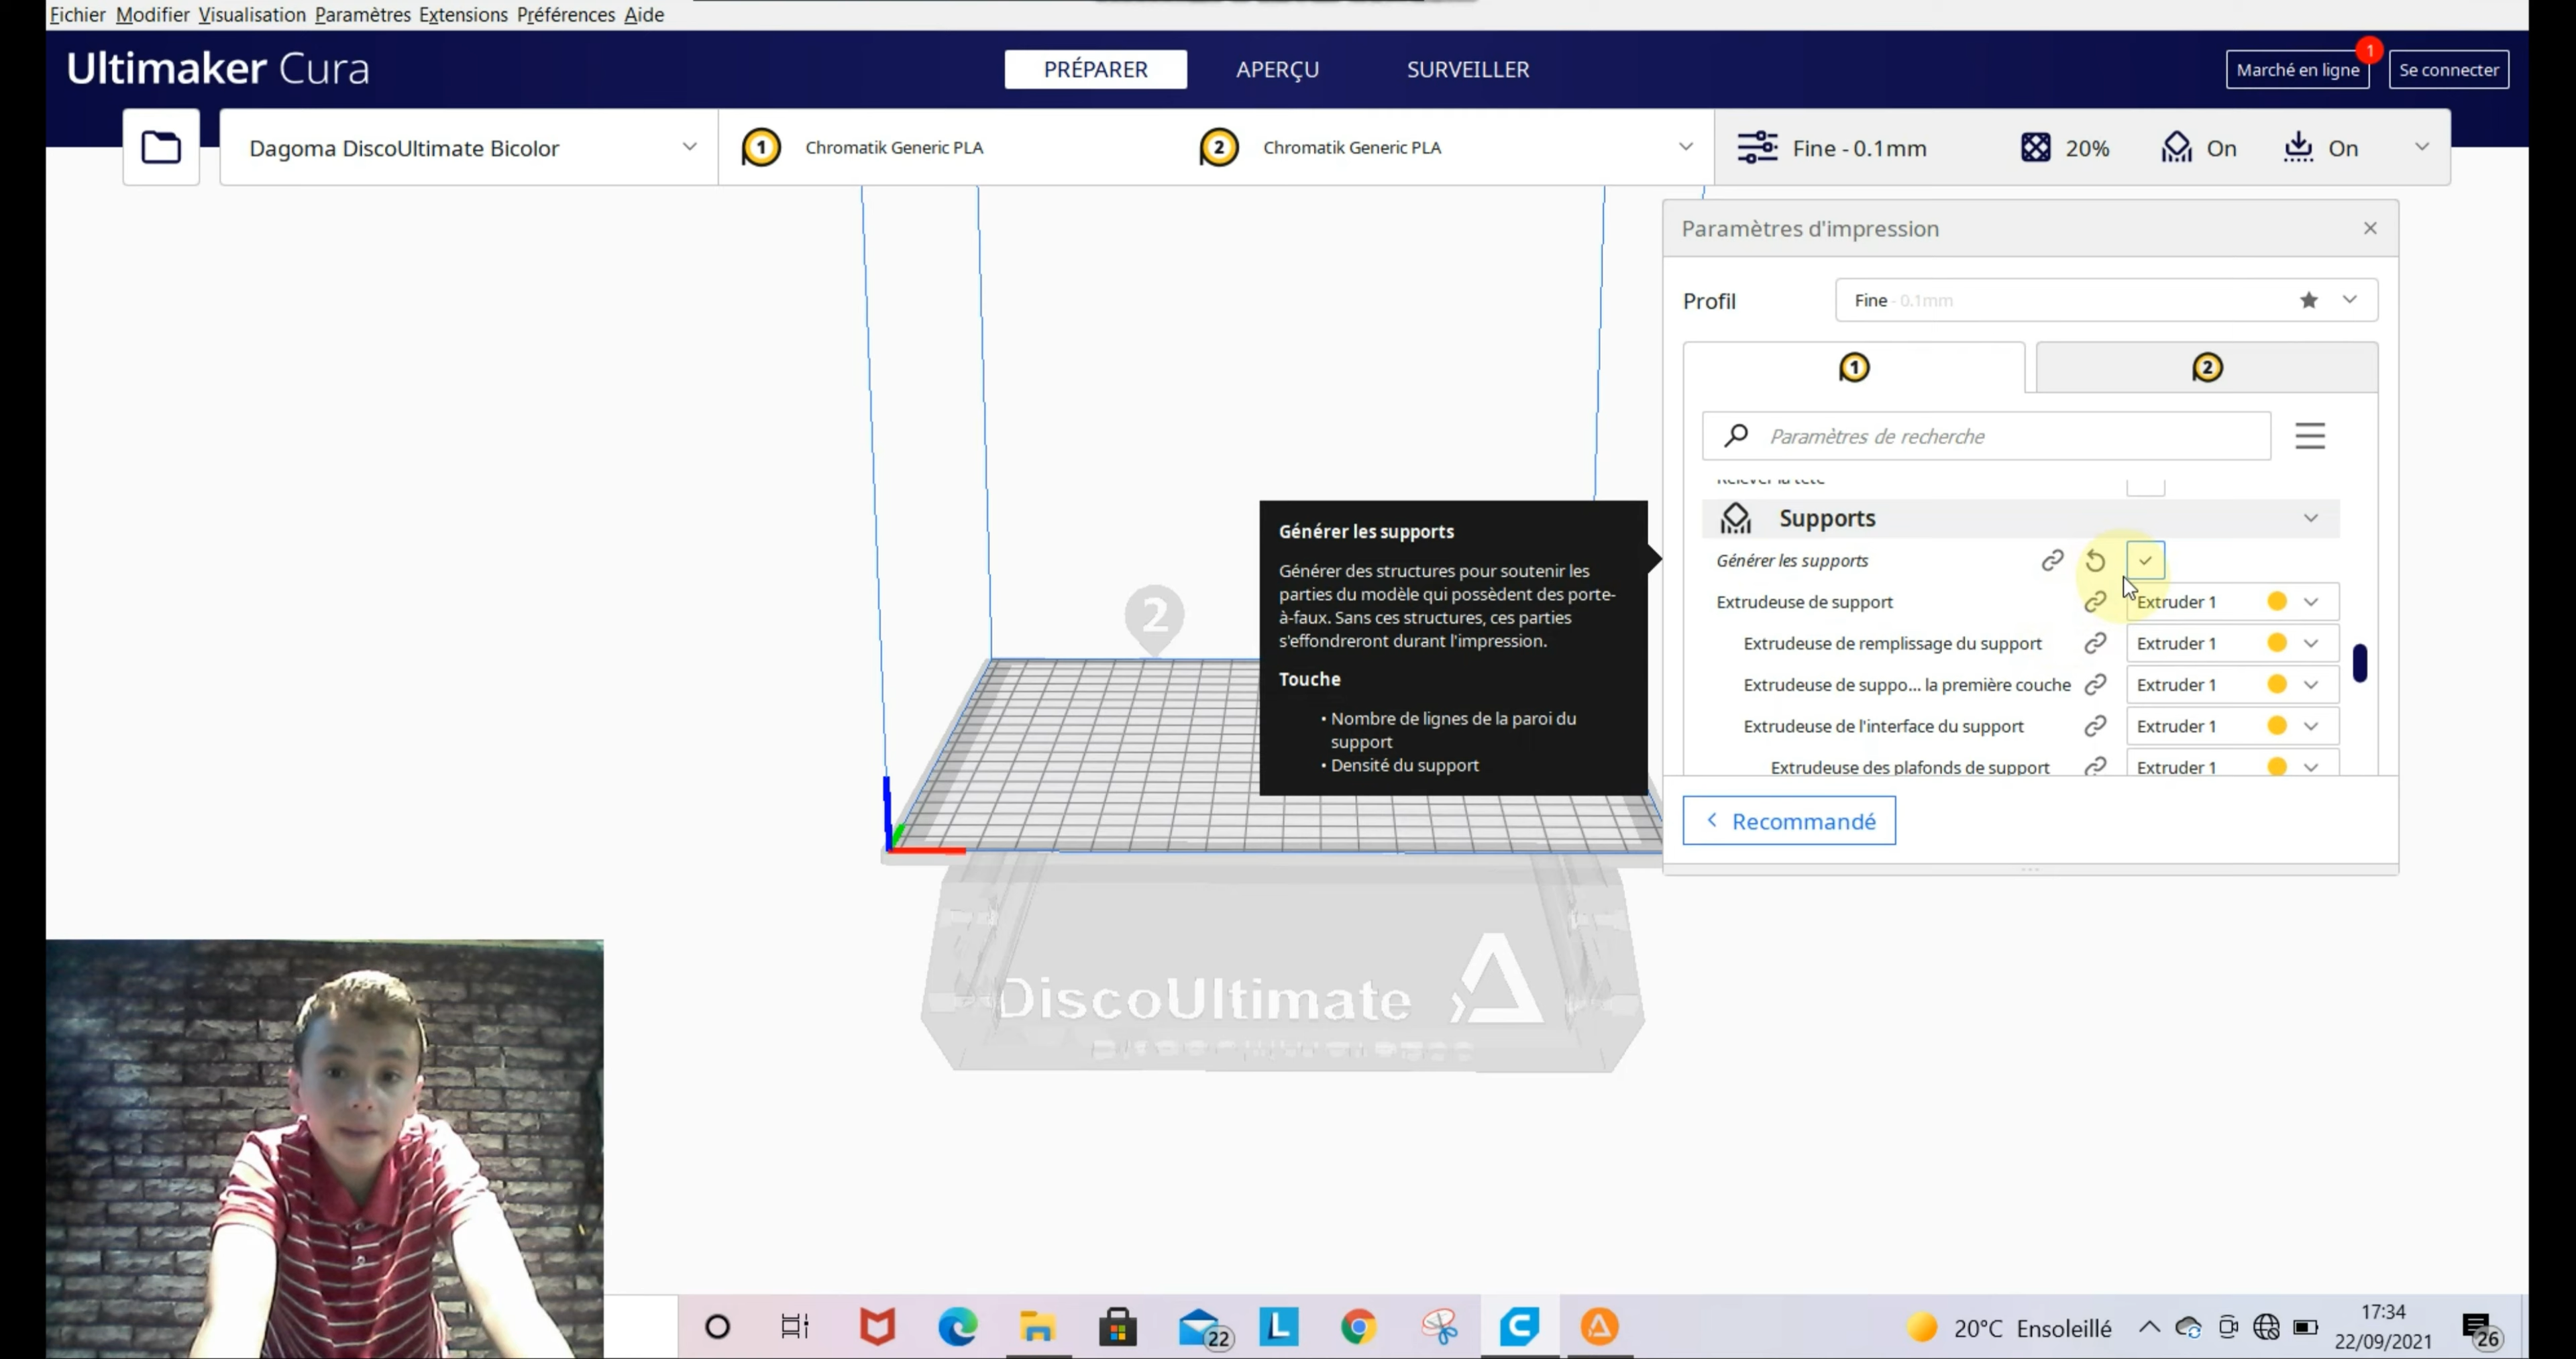 Fichier Modifier Visualisation Paramètres Extensions Préférences Aide
Ultimaker Cura
PRÉPARER
APERÇU
SURVEILLER
Marché en ligne
1
Se connecter
Dagoma DiscoUltimate Bicolor
1
Chromatik Generic PLA
2
Chromatik Generic PLA
Fine - 0.1mm
20%
On
On
Paramètres d'impression
Profil
Fine - 0.1mm
1
2
Paramètres de recherche
Supports
Générer les supports
Extrudeuse de support
Extruder 1
Extrudeuse de remplissage du support
Extruder 1
Extrudeuse de suppo... la première couche
Extruder 1
Extrudeuse de l'interface du support
Extruder 1
Extrudeuse des plafonds de support
Extruder 1
Recommandé
Générer les supports
Générer des structures pour soutenir les
parties du modèle qui possèdent des porte-
à-faux. Sans ces structures, ces parties
s'effondreront durant l'impression.
Touche
• Nombre de lignes de la paroi du
support
• Densité du support
2
DiscoUltimate
22
L
20°C Ensoleillé
17:34
22/09/2021
26